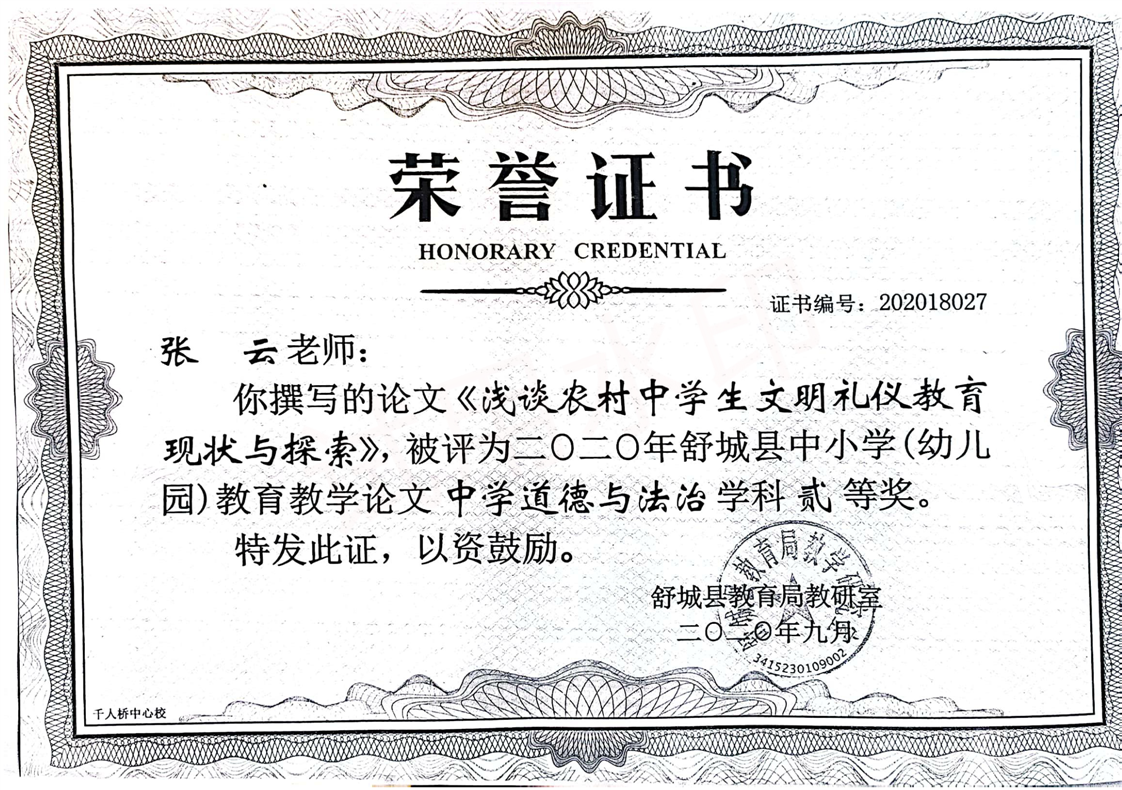 荣誉证书
HONORARY CREDENTIAL
证书编号：202018027
张 云老师：
你撰写的论文《浅谈农村中学生文明礼仪教育
现状与探索》，被评为二〇二〇年舒城县中小学（幼儿
园）教育教学论文 中学道德与法治 学科 贰 等奖。
特发此证，以资鼓励。
舒城县教育局教研室
二〇二〇年九月
3415230109002
千人桥中心校